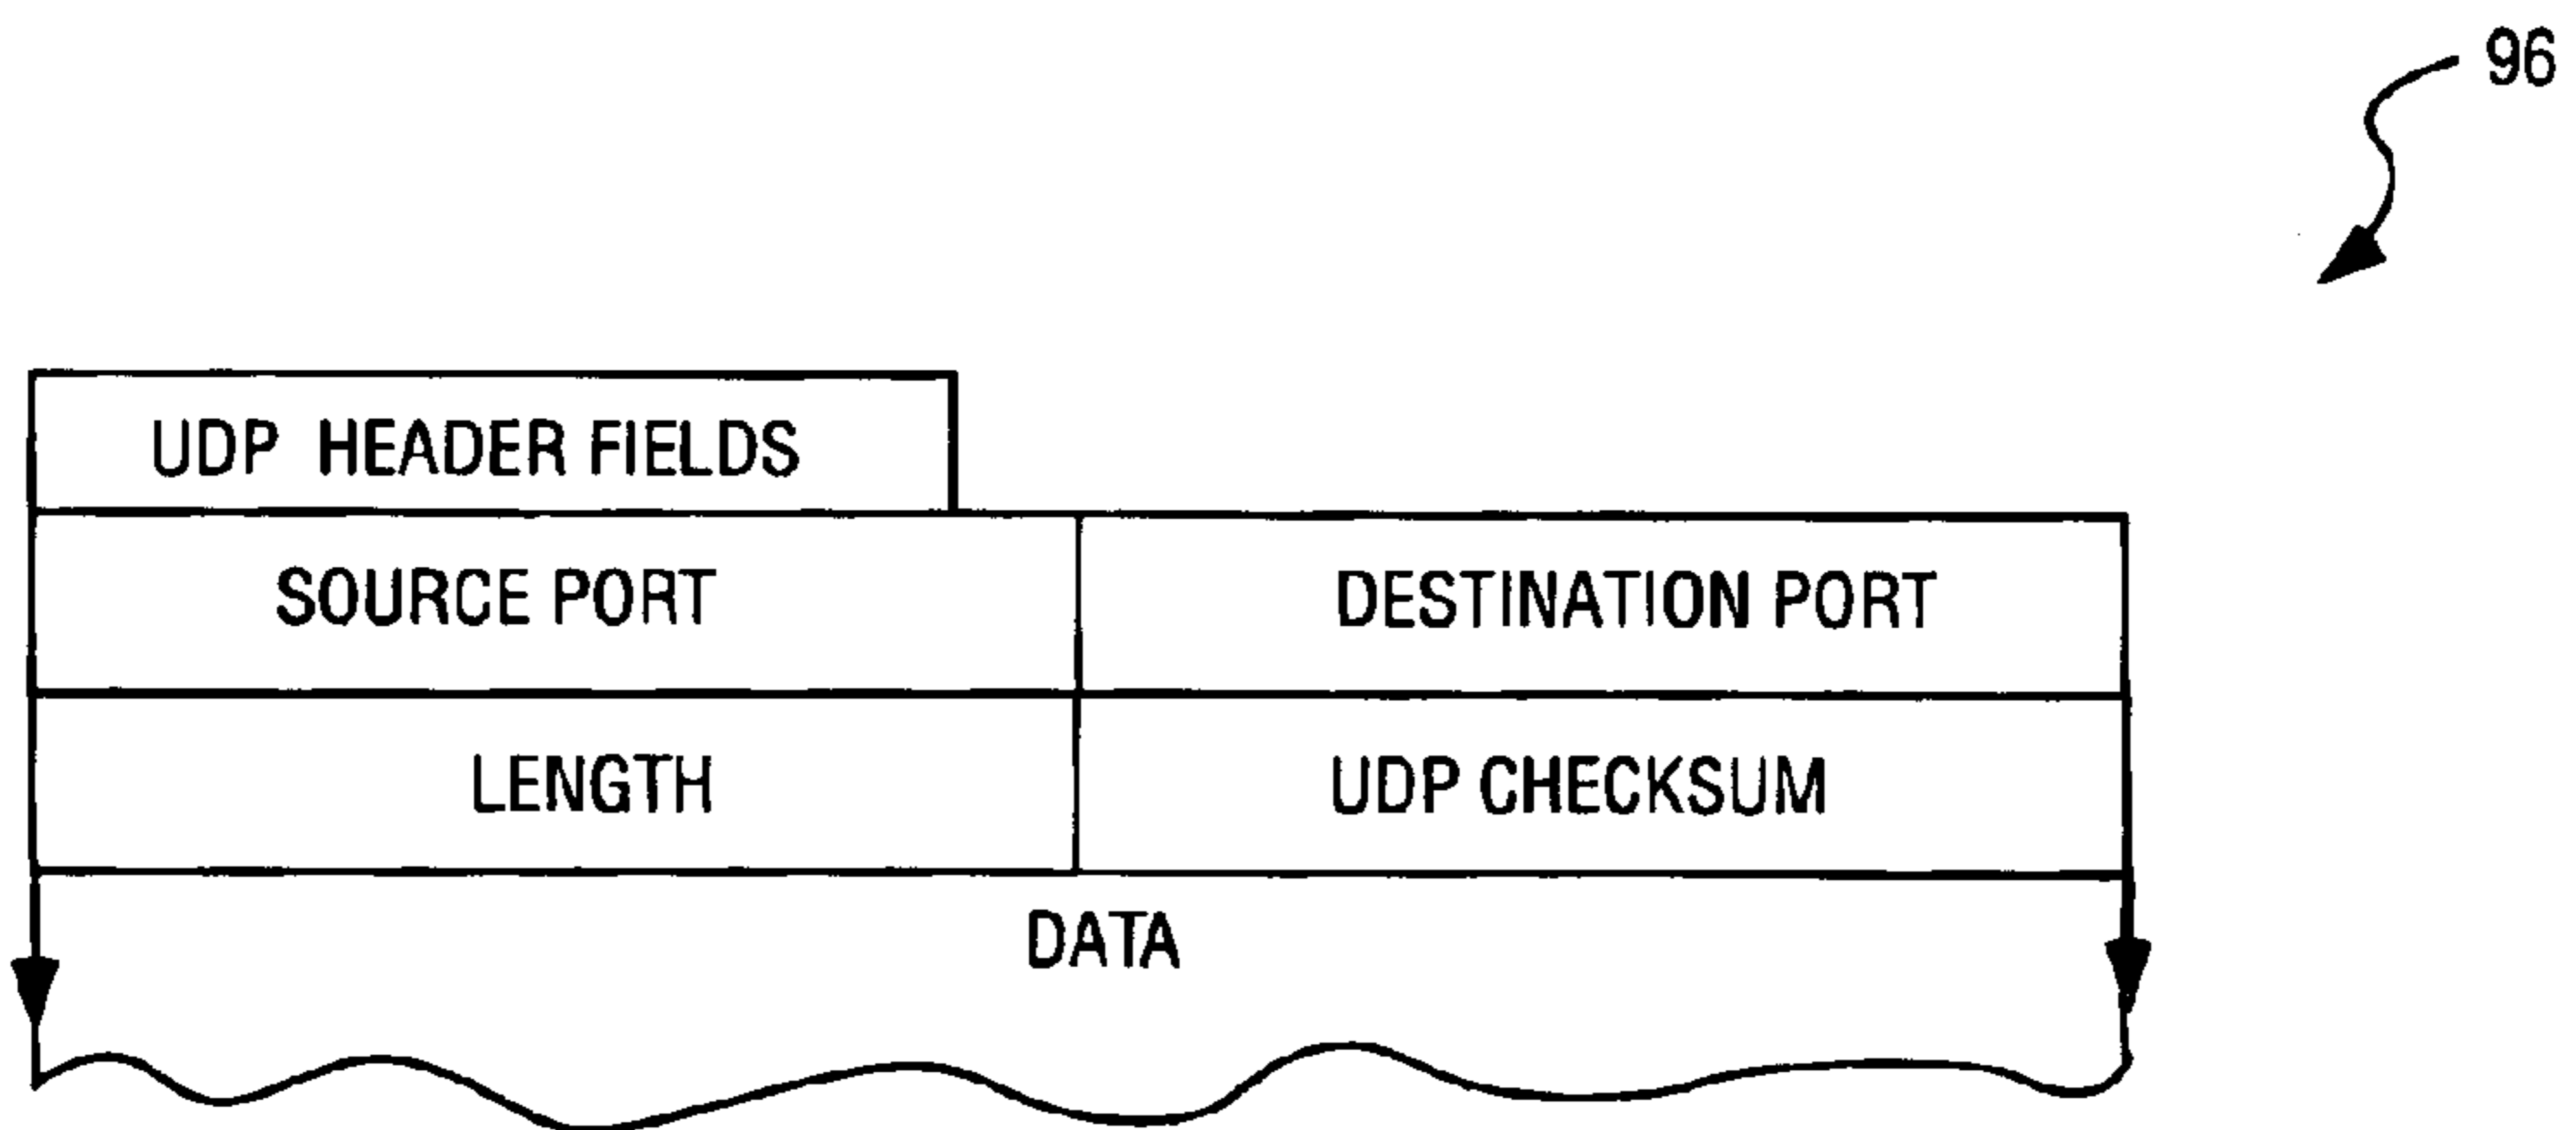 96
UDP HEADER FIELDS
SOURCE PORT
DESTINATION PORT
LENGTH
UDP CHECKSUM
DATA